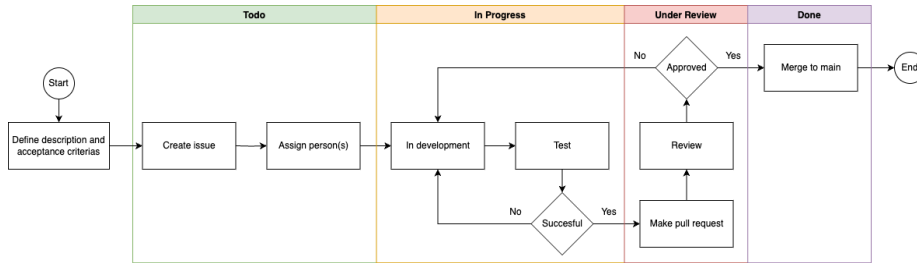 Todo
In Progress
Under Review
Done
Start
Define description and
acceptance criterias
Create issue
Assign person(s)
In development
Test
Succesful
No
Yes
Make pull request
Review
Approved
No
Yes
Merge to main
End